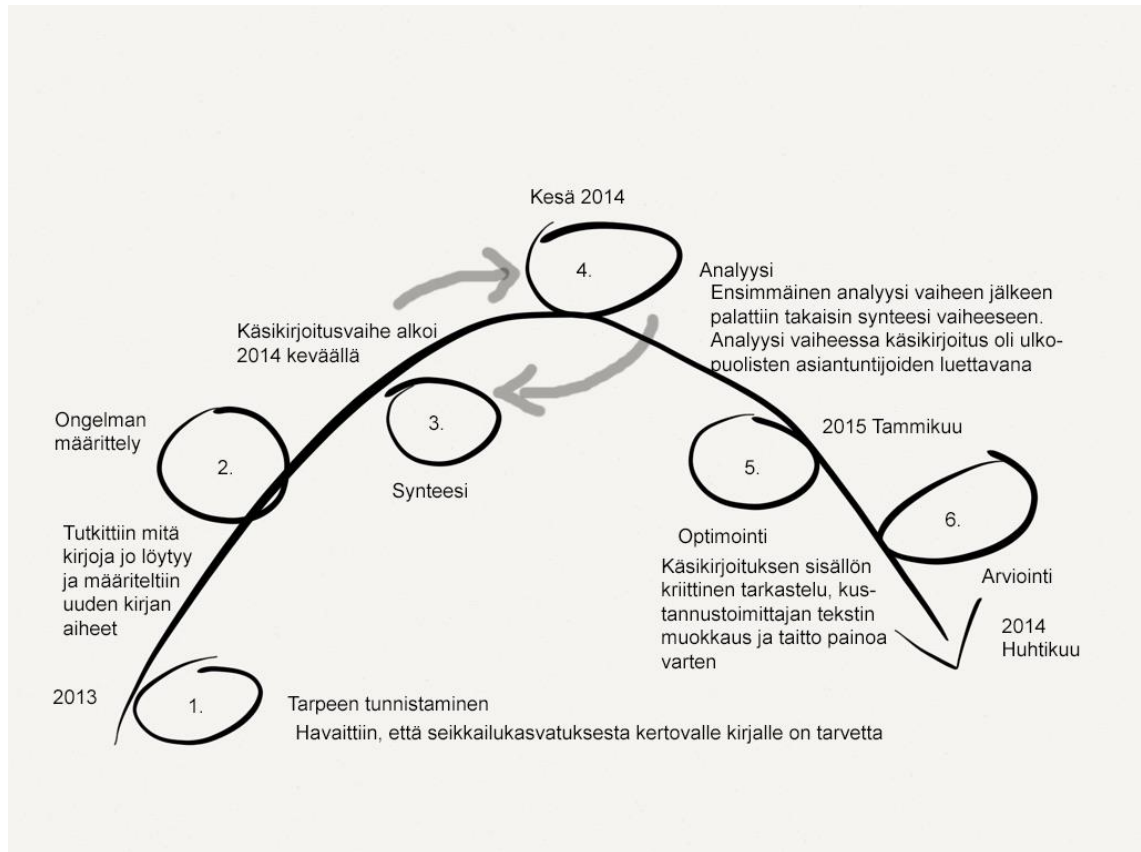 Kesä 2014
4.
Analyysi
Ensimmäinen analyysi vaiheen jälkeen
palattiin takaisin synteesi vaiheeseen.
Analyysi vaiheessa käsikirjoitus oli ulko-
puolisten asiantuntijoiden luettavana
Käsikirjoitusvaihe alkoi
2014 keväällä
3.
Synteesi
Ongelman
määrittely
2.
Tutkittiin mitä
kirjoja jo löytyy
ja määriteltiin
uuden kirjan
aiheet
2015 Tammikuu
5.
Optimointi
Käsikirjoituksen sisällön
kriittinen tarkastelu, kus-
tannustoimittajan tekstin
muokkaus ja taitto painoa
varten
6.
Arviointi
2014
Huhtikuu
2013
1.
Tarpeen tunnistaminen
Havaittiin, että seikkailukasvatuksesta kertovalle kirjalle on tarvetta